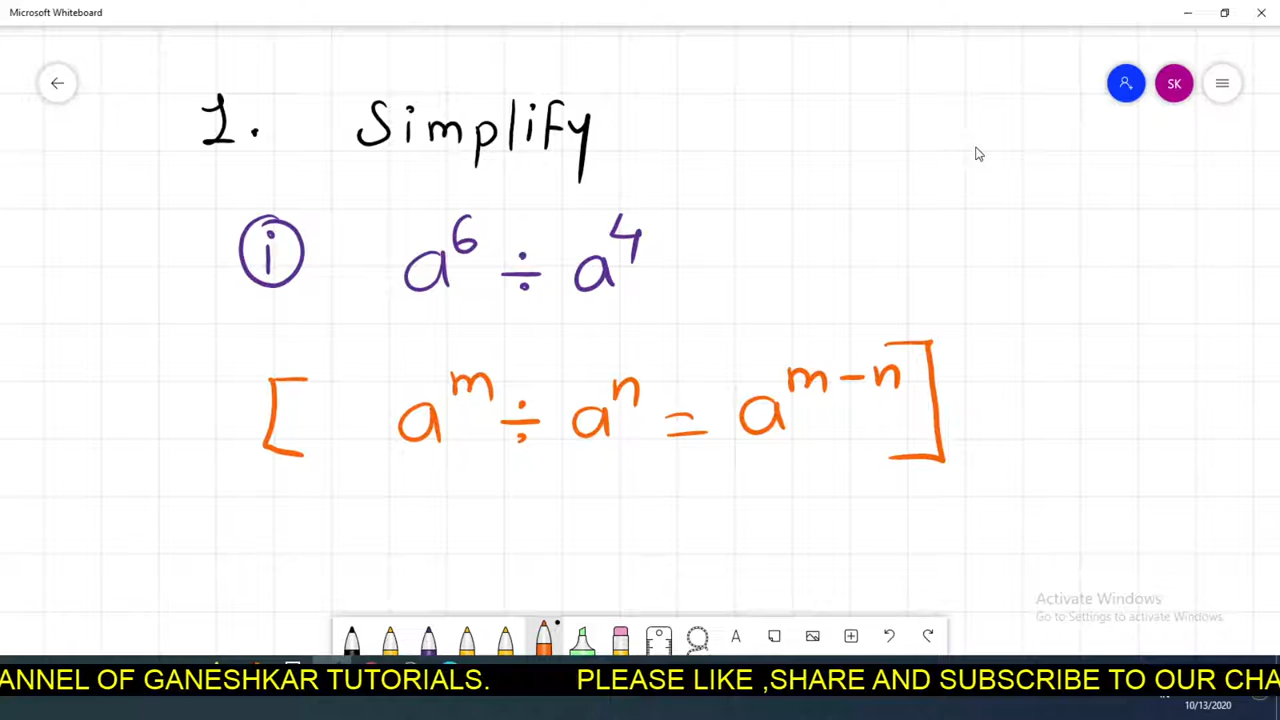 Microsoft Whiteboard
SK
1. Simplify
i a⁶ ÷ a⁴
[ aᵐ ÷ aⁿ = aᵐ⁻ⁿ ]
Activate Windows
Go to Settings to activate Windows.
A
ANNEL OF GANESHKAR TUTORIALS. PLEASE LIKE ,SHARE AND SUBSCRIBE TO OUR CHA
10/13/2020